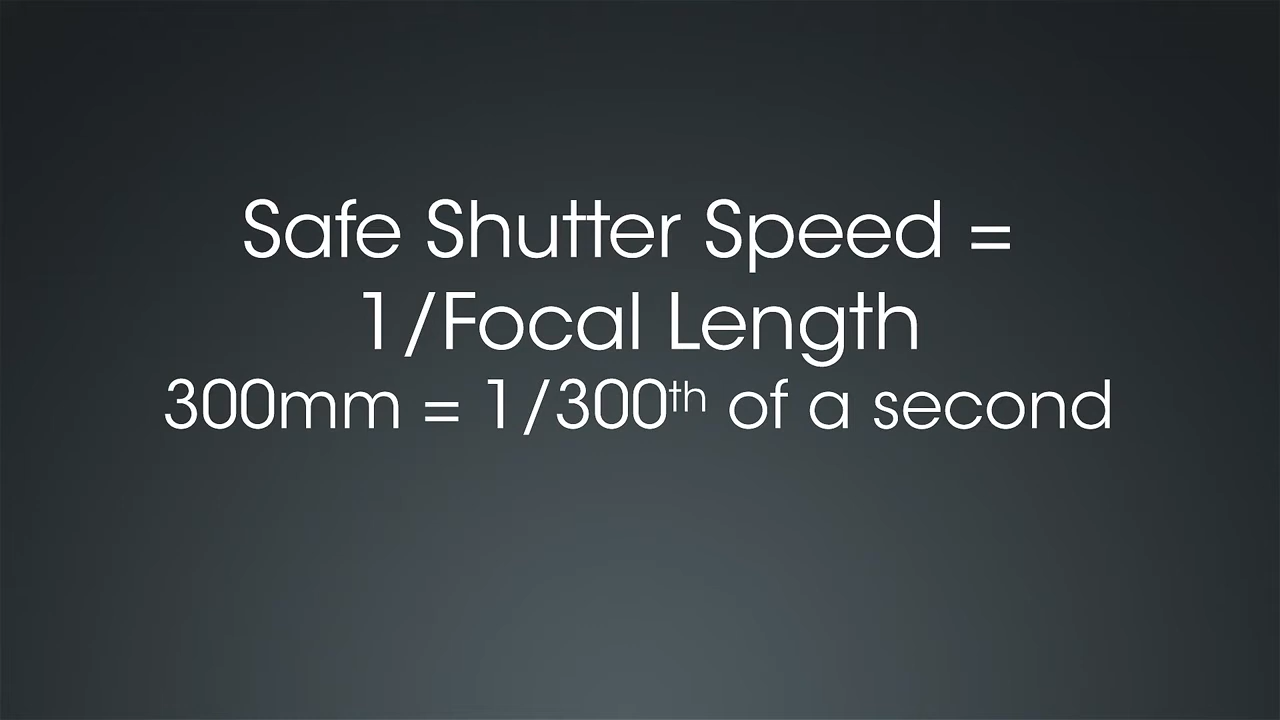 Safe Shutter Speed =
1/Focal Length
300mm = 1/300th of a second